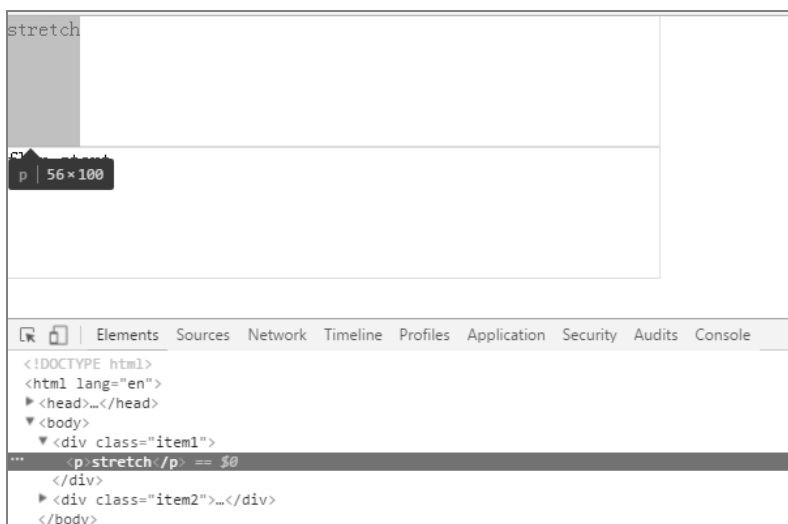 stretch
p | 56×100
Elements Sources Network Timeline Profiles Application Security Audits Console
<!DOCTYPE html>
<html lang="en">
▶<head>…</head>
▼<body>
▼<div class="item1">
… <p>stretch</p> == $0
</div>
▶<div class="item2">…</div>
</body>